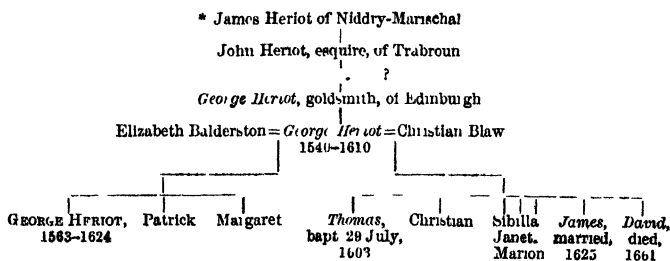 * James Heriot of Niddry-Marischal
John Heriot, esquire, of Trabroun
?
George Heriot, goldsmith, of Edinburgh
Elizabeth Balderston = George Heriot = Christian Blaw
1540–1610
GEORGE HERIOT, Patrick Margaret Thomas, Christian Sibilla James, David,
1563–1624 bapt 29 July, Janet. married, died,
1603 Marion 1625 1661